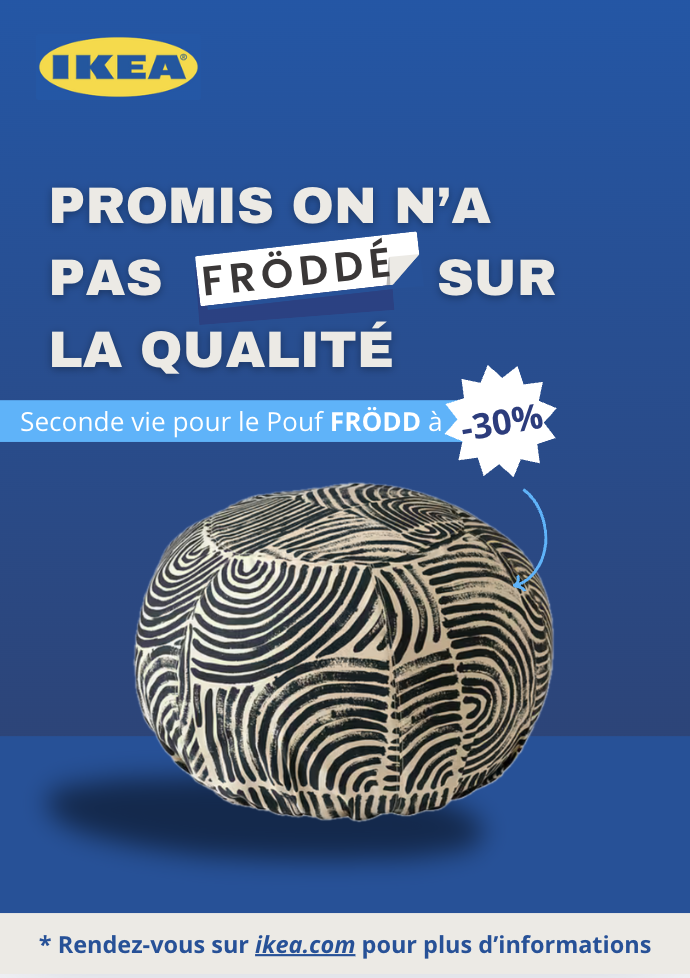 IKEA®
PROMIS ON N’A
PAS FRÖDDÉ SUR
LA QUALITÉ
Seconde vie pour le Pouf FRÖDD à -30%
* Rendez-vous sur ikea.com pour plus d’informations